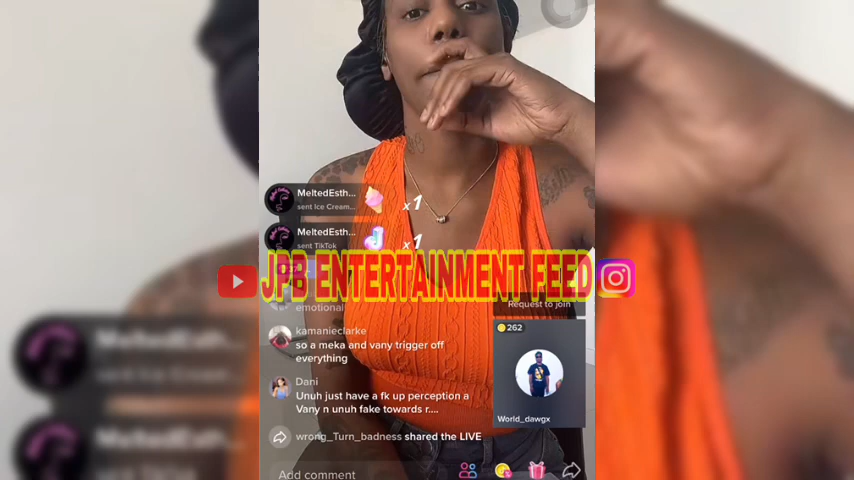 MeltedEsth...
sent Ice Cream...
x1
MeltedEsth...
sent TikTok
x1
JPB ENTERTAINMENT FEED
emotional
Request to join
kamanieclarke
so a meka and vany trigger off
everything
262
Dani
Unuh just have a fk up perception a
Vany n unuh fake towards r....
World_dawgx
wrong_Turn_badness shared the LIVE
Add comment